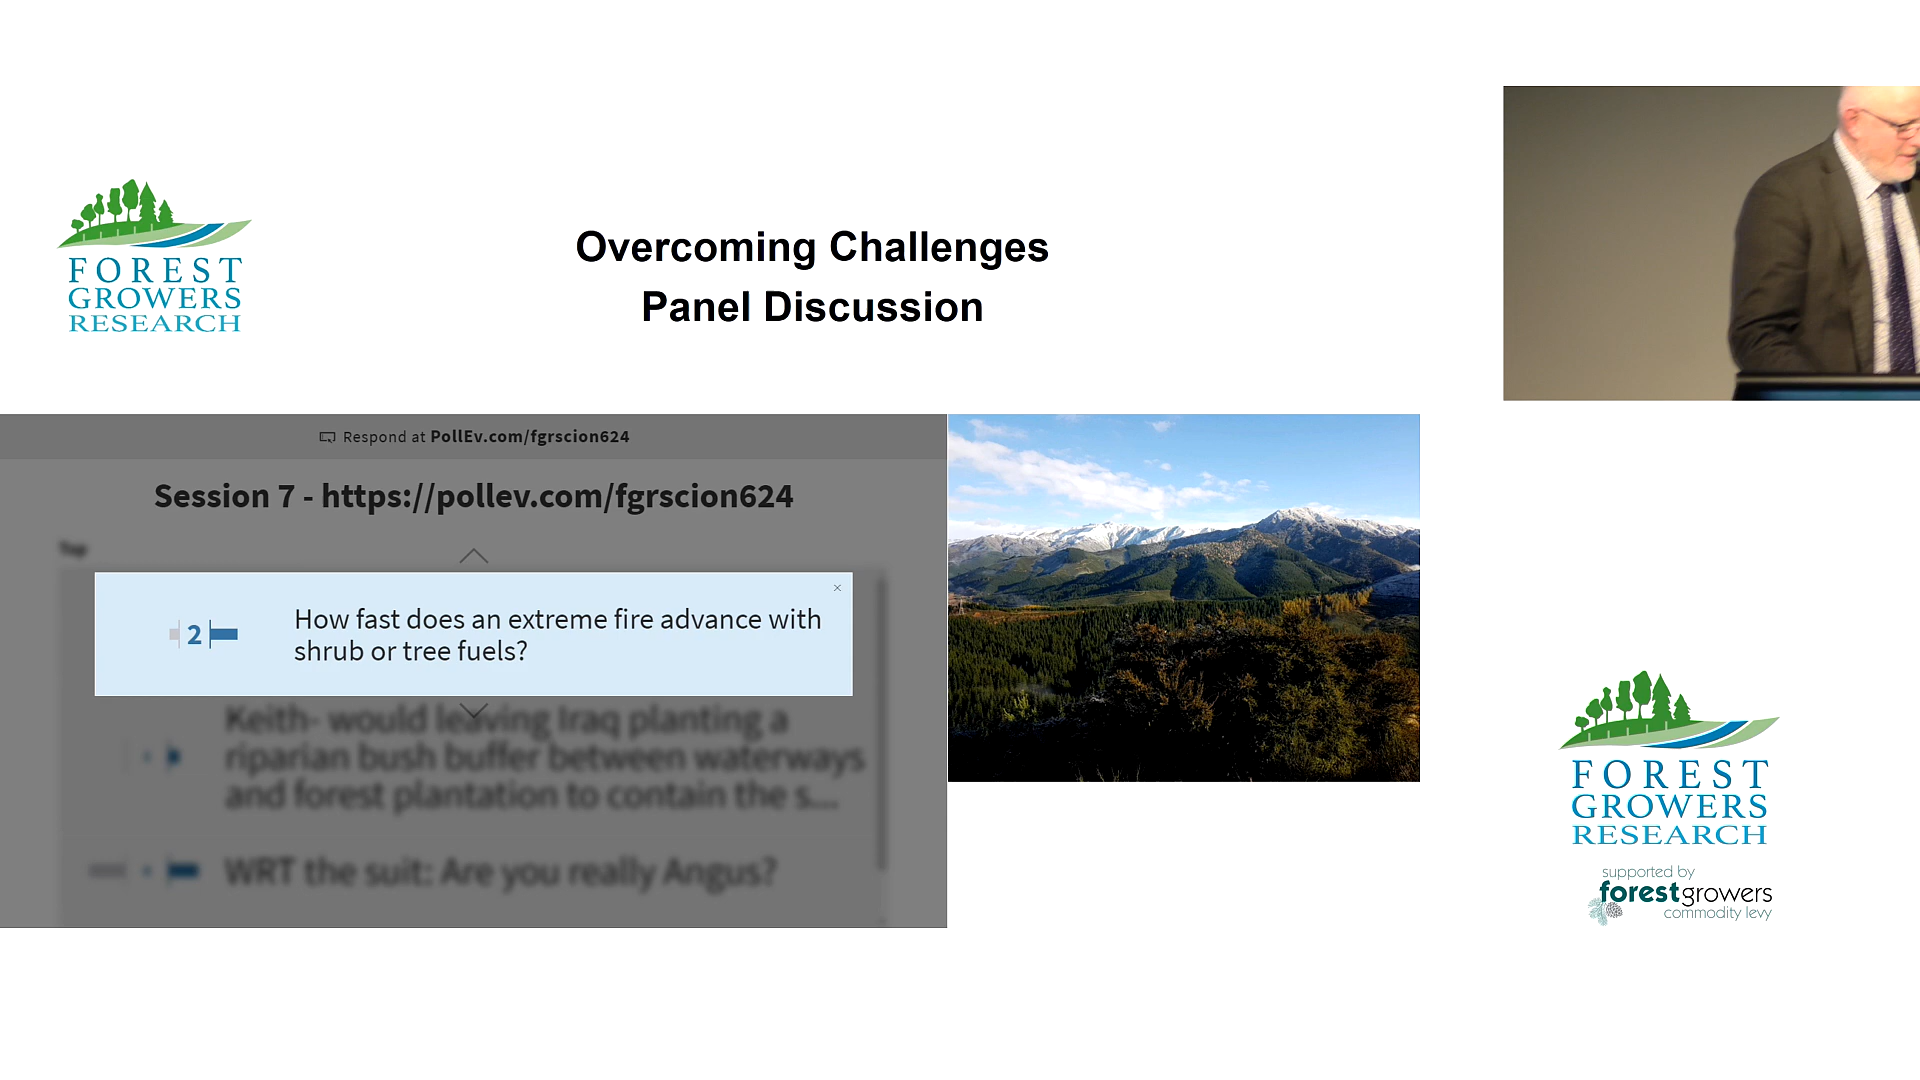 FOREST
GROWERS
RESEARCH
Overcoming Challenges
Panel Discussion
Respond at PollEv.com/fgrscion624
Session 7 - https://pollev.com/fgrscion624
Top
2
How fast does an extreme fire advance with
shrub or tree fuels?
Keith- would leaving Iraq planting a
riparian bush buffer between waterways
and forest plantation to contain the s...
WRT the suit: Are you really Angus?
FOREST
GROWERS
RESEARCH
supported by
forestgrowers
commodity levy